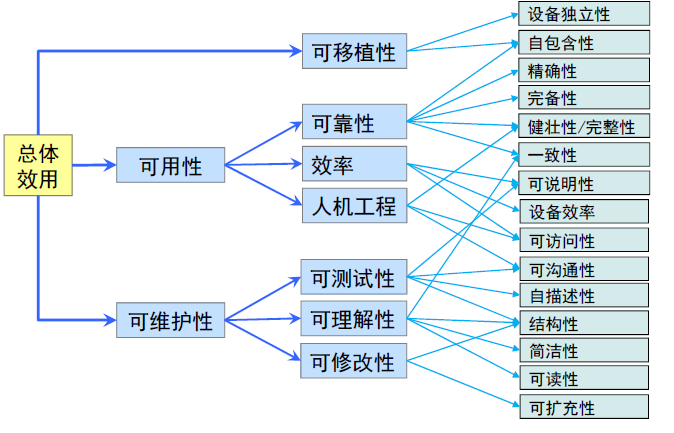 总体
效用
可移植性
可用性
可维护性
可靠性
效率
人机工程
可测试性
可理解性
可修改性
设备独立性
自包含性
精确性
完备性
健壮性/完整性
一致性
可说明性
设备效率
可访问性
可沟通性
自描述性
结构性
简洁性
可读性
可扩充性